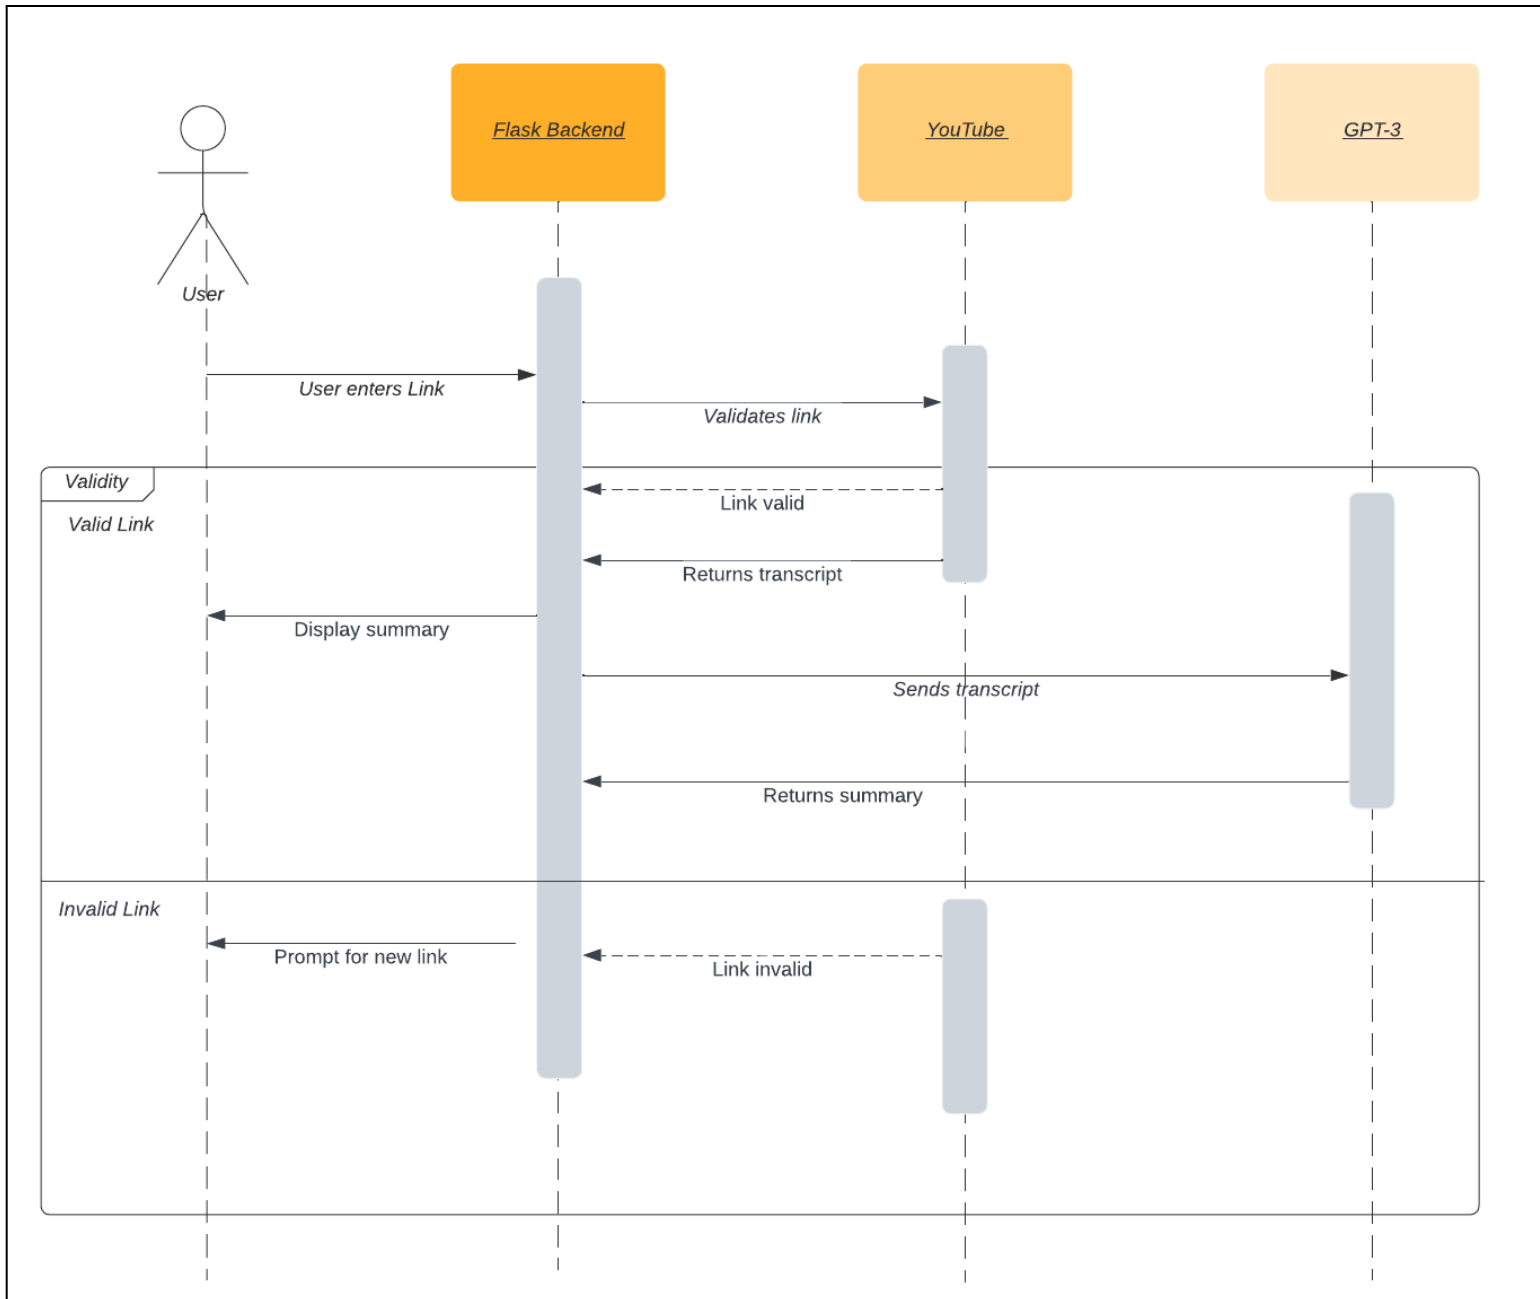 Flask Backend
YouTube
GPT-3
User
User enters Link
Validates link
Validity
Link valid
Valid Link
Returns transcript
Display summary
Sends transcript
Returns summary
Invalid Link
Prompt for new link
Link invalid